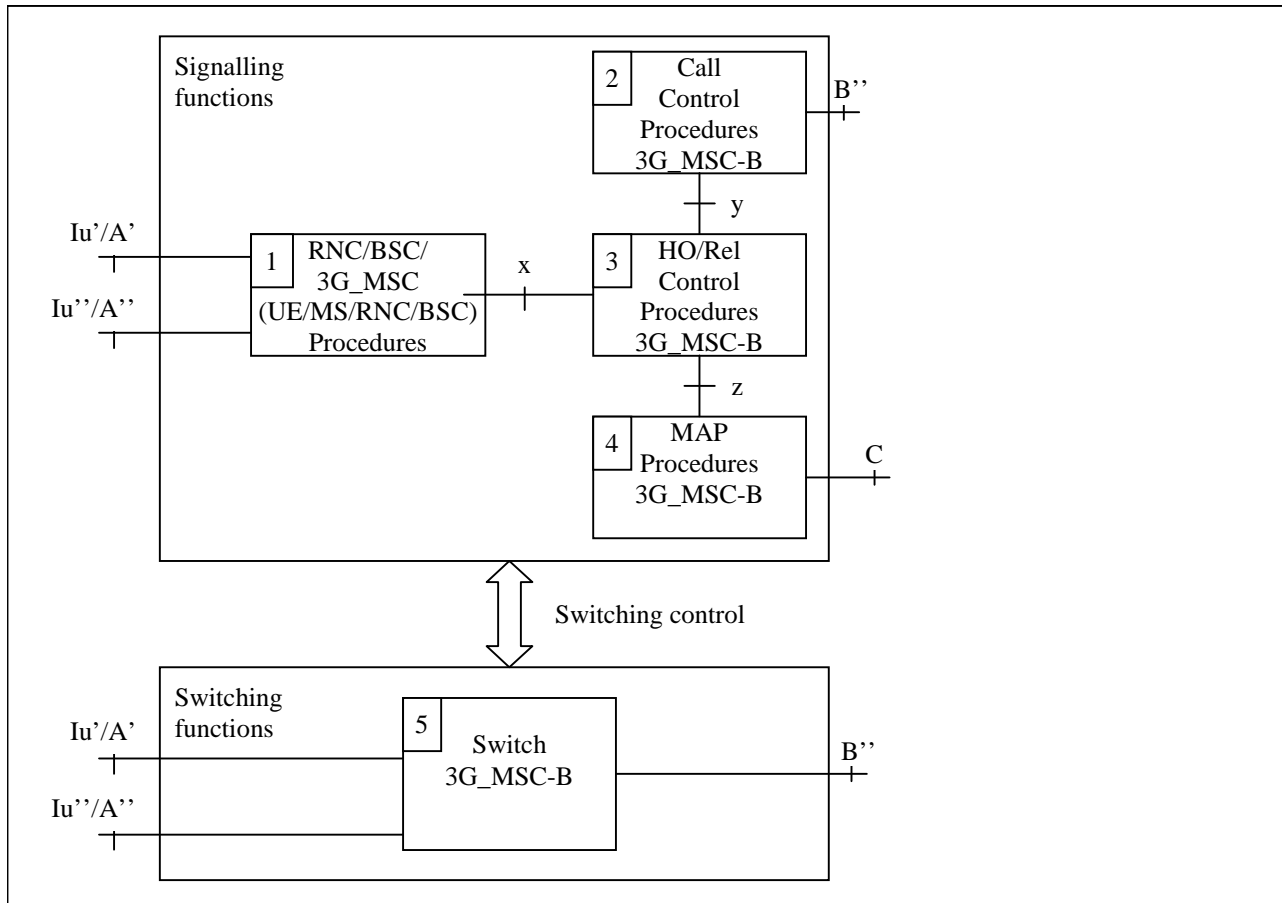 Signalling
functions
2
Call
Control
Procedures
3G_MSC-B
B’’
y
Iu’/A’
Iu’’/A’’
1
RNC/BSC/
3G_MSC
(UE/MS/RNC/BSC)
Procedures
x
3
HO/Rel
Control
Procedures
3G_MSC-B
z
4
MAP
Procedures
3G_MSC-B
C
Switching control
Switching
functions
Iu’/A’
Iu’’/A’’
5
Switch
3G_MSC-B
B’’